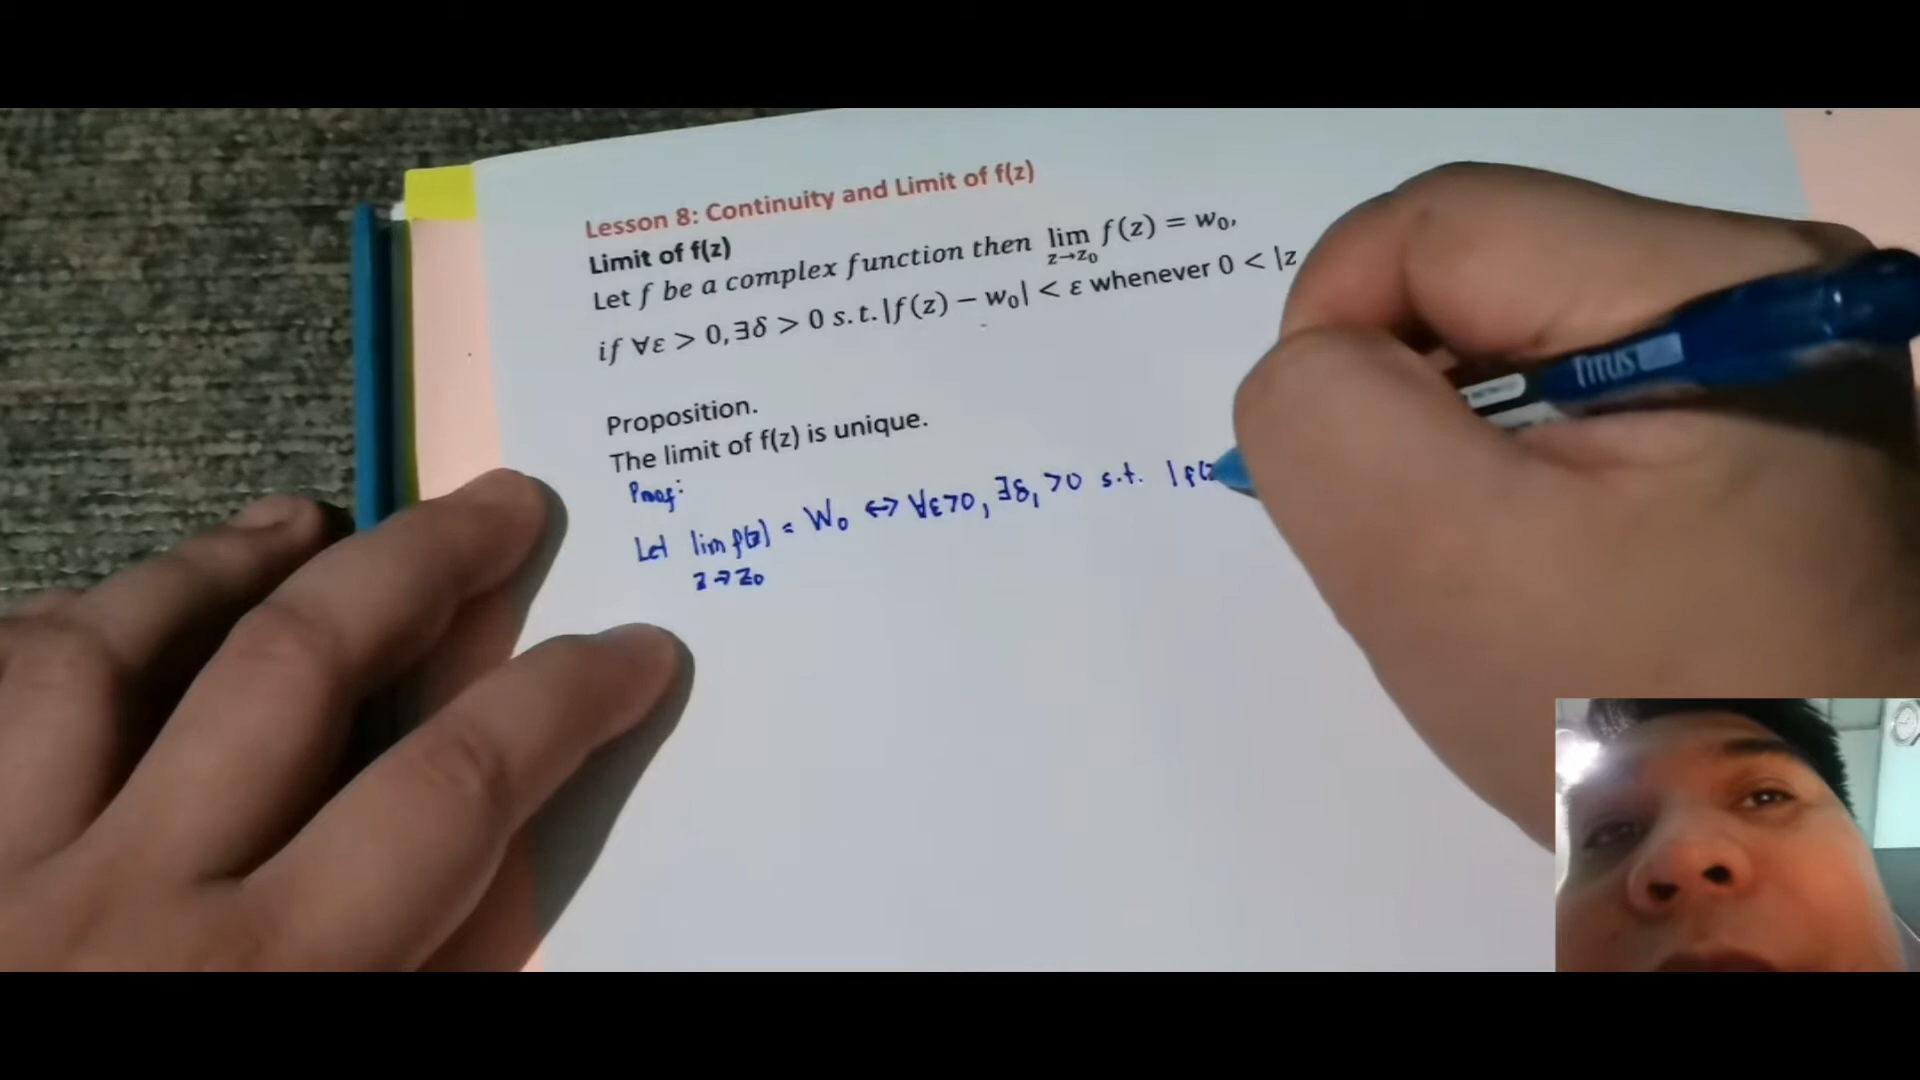 Lesson 8: Continuity and Limit of f(z)
Limit of f(z)
Let f be a complex function then lim f(z) = w₀,
z→z₀
if ∀ε > 0, ∃δ > 0 s.t. |f(z) − w₀| < ε whenever 0 < |z
Proposition.
The limit of f(z) is unique.
Proof:
Let lim f(z) = W₀ ↔ ∀ε>0, ∃δ₁ >0 s.t. |f(z
z→z₀
Titus